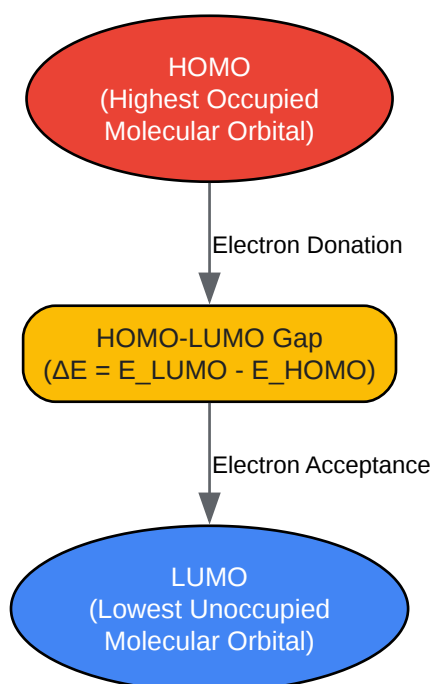 HOMO
(Highest Occupied
Molecular Orbital)
Electron Donation
HOMO-LUMO Gap
(ΔE = E_LUMO - E_HOMO)
Electron Acceptance
LUMO
(Lowest Unoccupied
Molecular Orbital)